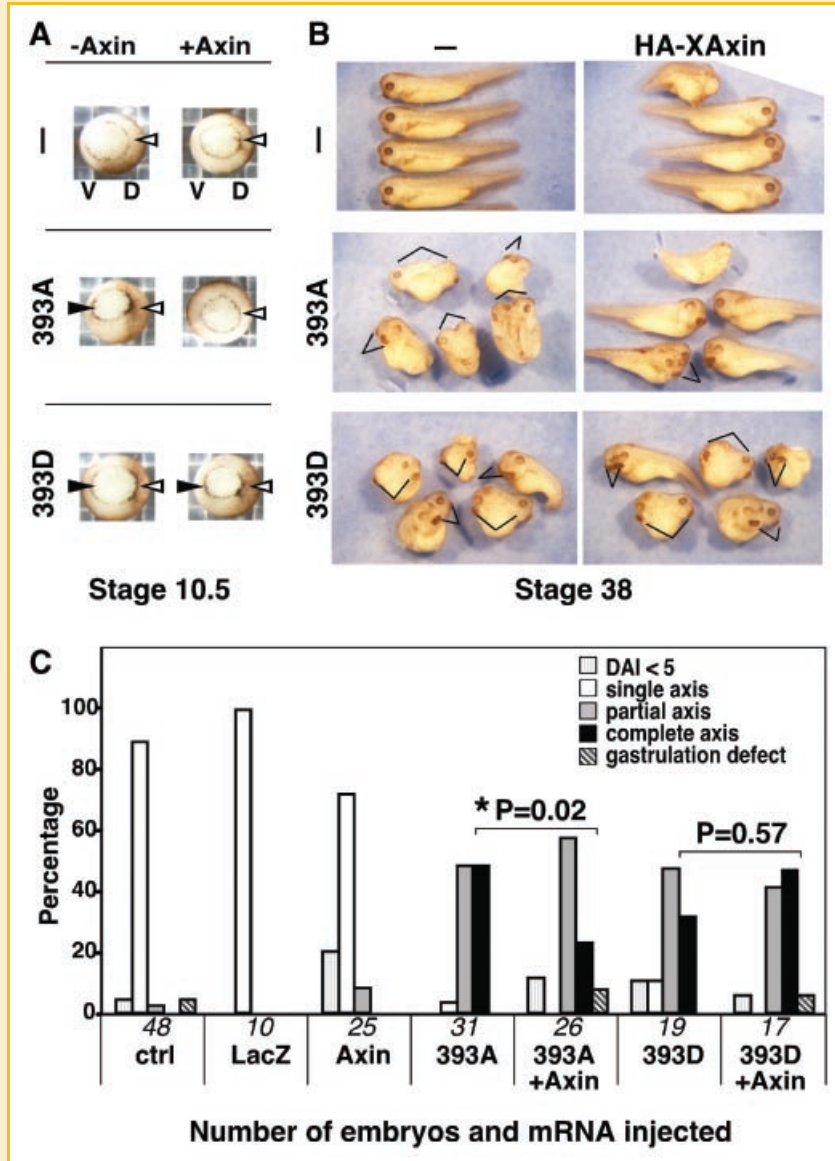 A
-Axin +Axin
—
V D V D
393A
393D
Stage 10.5
B
— HA-XAxin
—
393A
393D
Stage 38
C
DAI < 5
single axis
partial axis
complete axis
gastrulation defect
Percentage
100
80
60
40
20
0
* P=0.02
P=0.57
48 10 25 31 26 19 17
ctrl LacZ Axin 393A 393A 393D 393D
+Axin +Axin
Number of embryos and mRNA injected